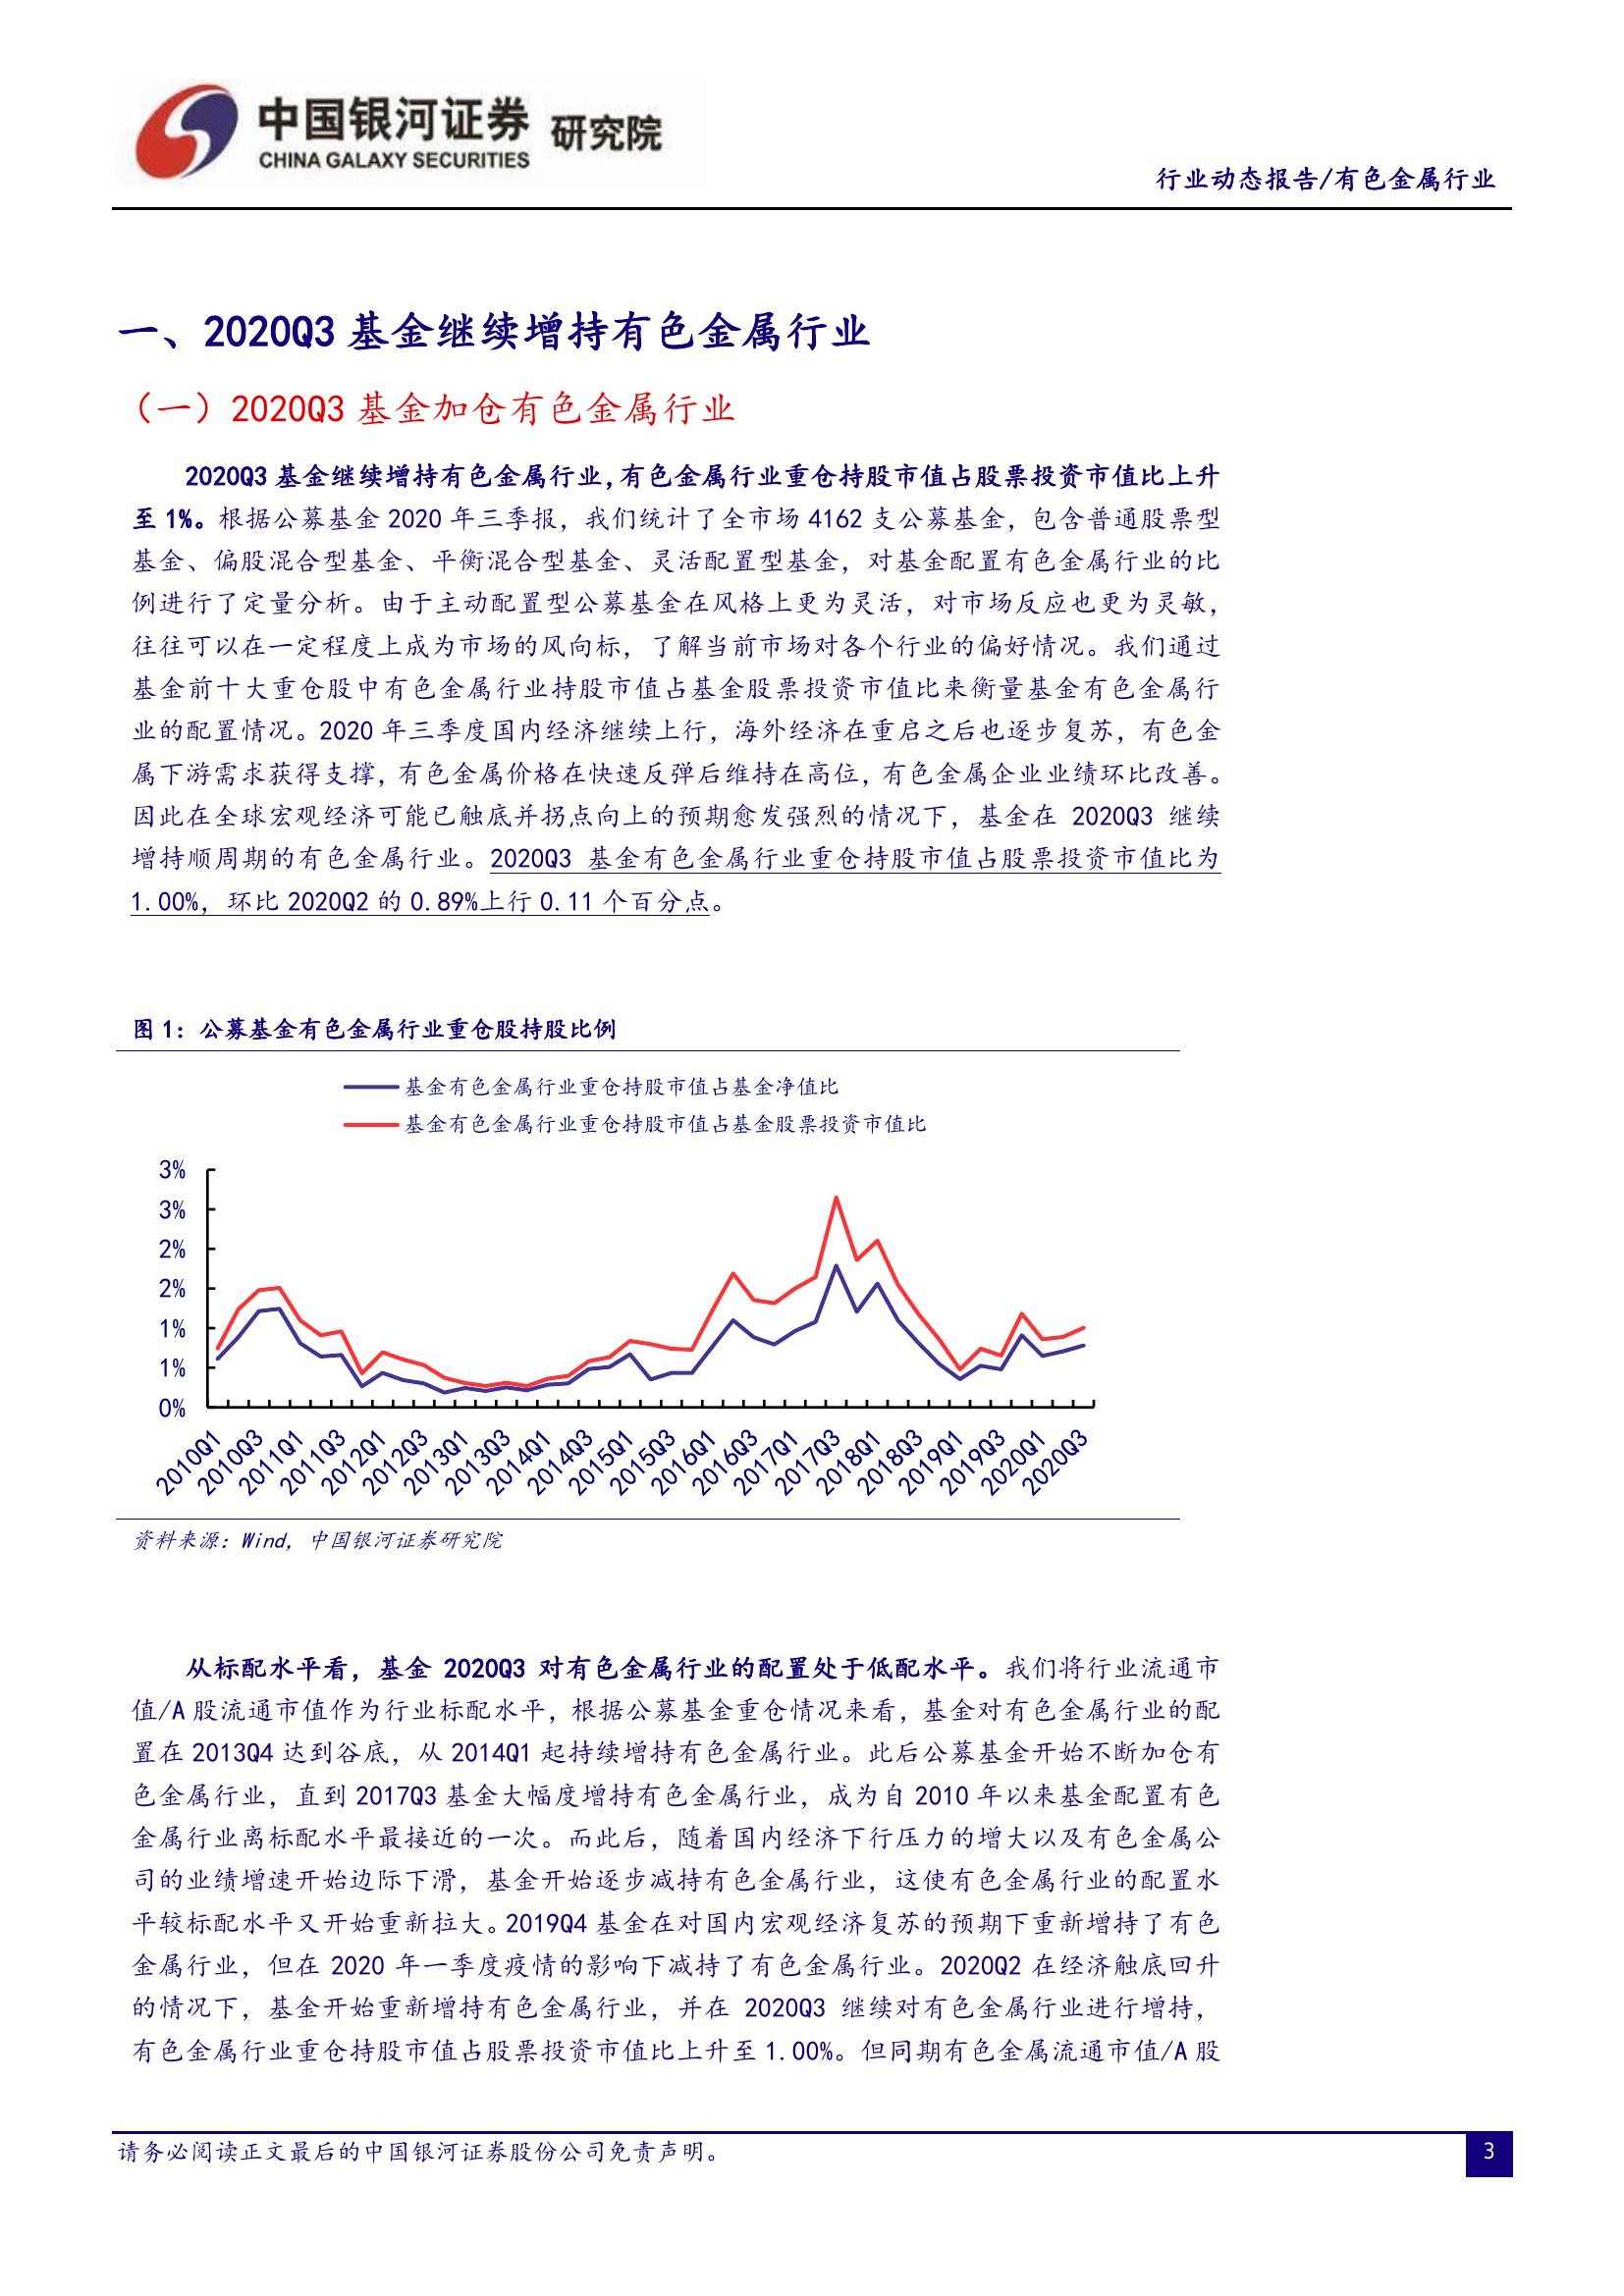 中国银河证券 研究院
CHINA GALAXY SECURITIES
行业动态报告/有色金属行业
一、2020Q3 基金继续增持有色金属行业
（一）2020Q3 基金加仓有色金属行业
2020Q3 基金继续增持有色金属行业,有色金属行业重仓持股市值占股票投资市值比上升
至 1%。根据公募基金 2020 年三季报，我们统计了全市场 4162 支公募基金，包含普通股票型
基金、偏股混合型基金、平衡混合型基金、灵活配置型基金，对基金配置有色金属行业的比
例进行了定量分析。由于主动配置型公募基金在风格上更为灵活，对市场反应也更为灵敏，
往往可以在一定程度上成为市场的风向标，了解当前市场对各个行业的偏好情况。我们通过
基金前十大重仓股中有色金属行业持股市值占基金股票投资市值比来衡量基金有色金属行
业的配置情况。2020 年三季度国内经济继续上行，海外经济在重启之后也逐步复苏，有色金
属下游需求获得支撑，有色金属价格在快速反弹后维持在高位，有色金属企业业绩环比改善。
因此在全球宏观经济可能已触底并拐点向上的预期愈发强烈的情况下，基金在 2020Q3 继续
增持顺周期的有色金属行业。2020Q3 基金有色金属行业重仓持股市值占股票投资市值比为
1.00%，环比 2020Q2 的 0.89%上行 0.11 个百分点。
图 1：公募基金有色金属行业重仓股持股比例
基金有色金属行业重仓持股市值占基金净值比
基金有色金属行业重仓持股市值占基金股票投资市值比
3%
3%
2%
2%
1%
1%
0%
2010Q1 2010Q3 2011Q1 2011Q3 2012Q1 2012Q3 2013Q1 2013Q3 2014Q1 2014Q3 2015Q1 2015Q3 2016Q1 2016Q3 2017Q1 2017Q3 2018Q1 2018Q3 2019Q1 2019Q3 2020Q1 2020Q3
资料来源：Wind，中国银河证券研究院
从标配水平看，基金 2020Q3 对有色金属行业的配置处于低配水平。我们将行业流通市
值/A 股流通市值作为行业标配水平，根据公募基金重仓情况来看，基金对有色金属行业的配
置在 2013Q4 达到谷底，从 2014Q1 起持续增持有色金属行业。此后公募基金开始不断加仓有
色金属行业，直到 2017Q3 基金大幅度增持有色金属行业，成为自 2010 年以来基金配置有色
金属行业离标配水平最接近的一次。而此后，随着国内经济下行压力的增大以及有色金属公
司的业绩增速开始边际下滑，基金开始逐步减持有色金属行业，这使有色金属行业的配置水
平较标配水平又开始重新拉大。2019Q4 基金在对国内宏观经济复苏的预期下重新增持了有色
金属行业，但在 2020 年一季度疫情的影响下减持了有色金属行业。2020Q2 在经济触底回升
的情况下，基金开始重新增持有色金属行业，并在 2020Q3 继续对有色金属行业进行增持，
有色金属行业重仓持股市值占股票投资市值比上升至 1.00%。但同期有色金属流通市值/A 股
请务必阅读正文最后的中国银河证券股份公司免责声明。
3